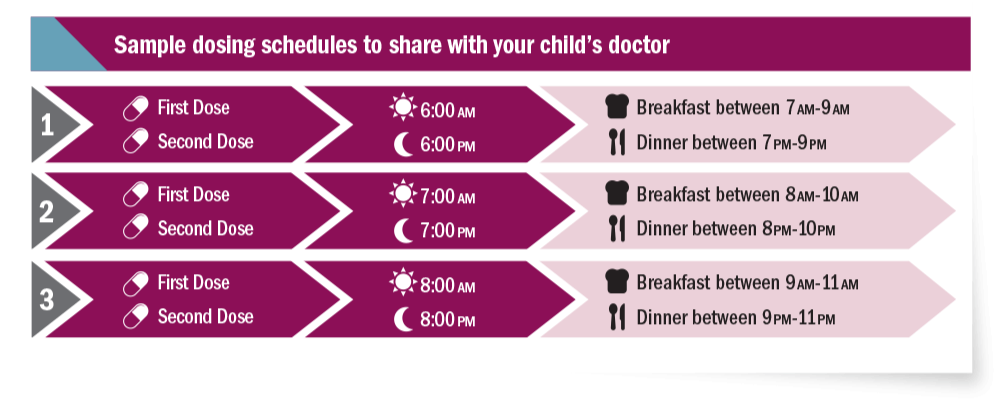 Sample dosing schedules to share with your child's doctor
1
First Dose
Second Dose
6:00 AM
6:00 PM
Breakfast between 7AM-9AM
Dinner between 7PM-9PM
2
First Dose
Second Dose
7:00 AM
7:00 PM
Breakfast between 8AM-10AM
Dinner between 8PM-10PM
3
First Dose
Second Dose
8:00 AM
8:00 PM
Breakfast between 9AM-11AM
Dinner between 9PM-11PM